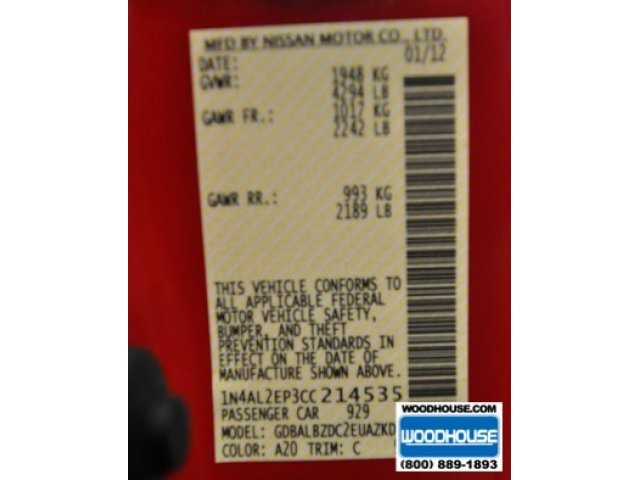 MFD BY NISSAN MOTOR CO., LTD.
DATE: 01/12
GVWR: 1948 KG
4294 LB
GAWR FR.: 1017 KG
2242 LB
GAWR RR.: 993 KG
2189 LB
THIS VEHICLE CONFORMS TO
ALL APPLICABLE FEDERAL
MOTOR VEHICLE SAFETY,
BUMPER, AND THEFT
PREVENTION STANDARDS IN
EFFECT ON THE DATE OF
MANUFACTURE SHOWN ABOVE.
1N4AL2EP3CC214535
PASSENGER CAR 929
MODEL: GDBALBZDC2EUAZKD
COLOR: A20 TRIM: C
WOODHOUSE.COM
WOODHOUSE
(800) 889-1893